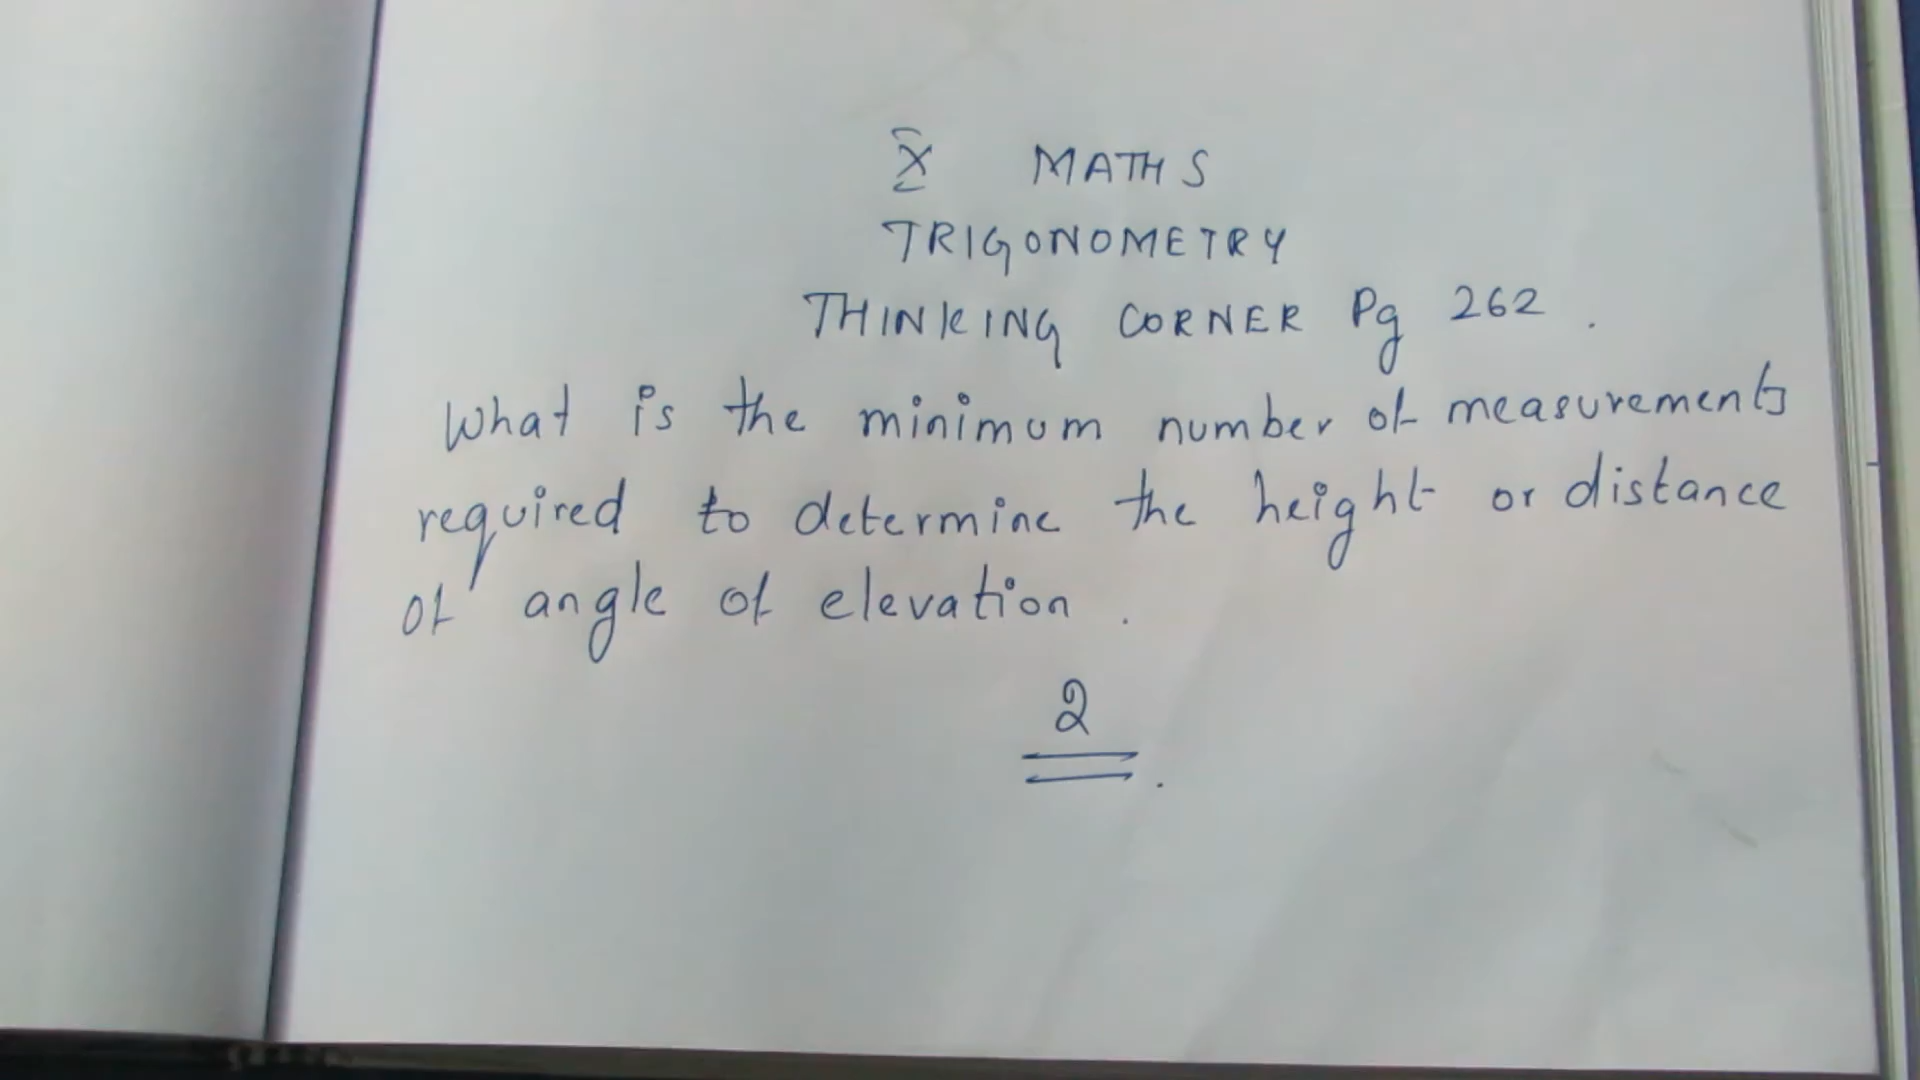 X MATHS
TRIGONOMETRY
THINKING CORNER Pg 262.
What is the minimum number of measurements
required to determine the height or distance
of angle of elevation.
2.